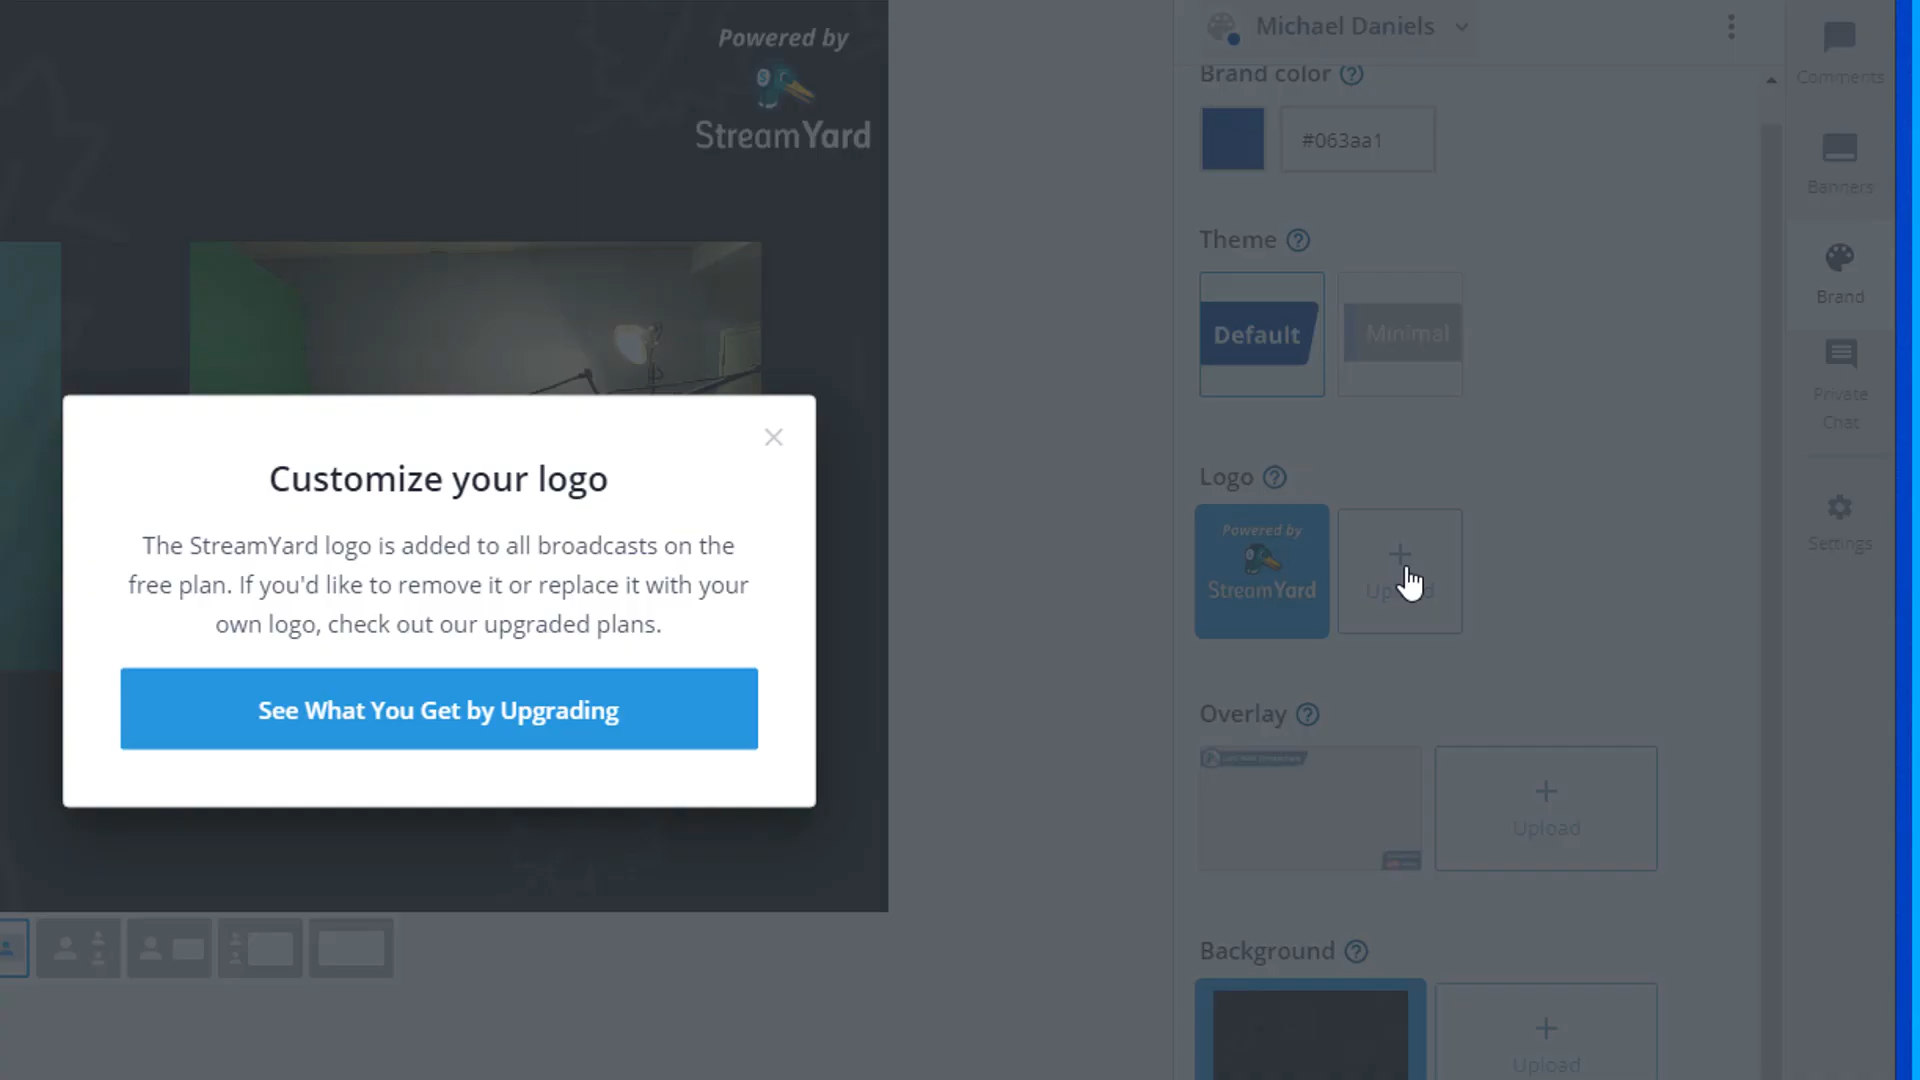 Powered by
StreamYard
Customize your logo
The StreamYard logo is added to all broadcasts on the
free plan. If you'd like to remove it or replace it with your
own logo, check out our upgraded plans.
See What You Get by Upgrading
Michael Daniels
Brand color
#063aa1
Theme
Default
Minimal
Logo
Powered by
StreamYard
Upload
Overlay
Upload
Background
Upload
Comments
Banners
Brand
Private
Chat
Settings